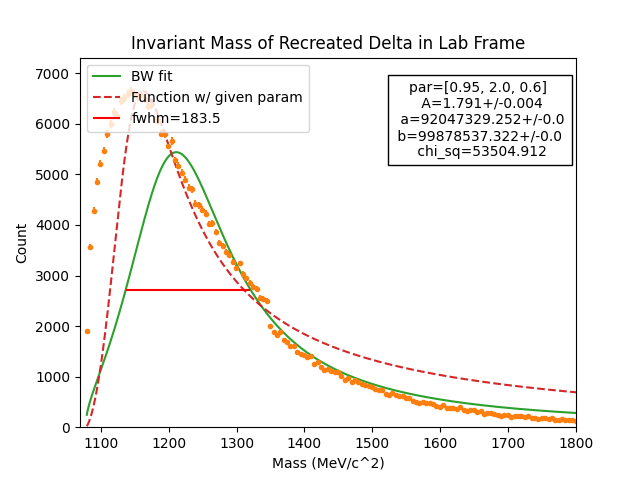 Invariant Mass of Recreated Delta in Lab Frame
BW fit
Function w/ given param
fwhm=183.5
par=[0.95, 2.0, 0.6]
A=1.791+/-0.004
a=92047329.252+/-0.0
b=99878537.322+/-0.0
chi_sq=53504.912
Count
7000
6000
5000
4000
3000
2000
1000
0
1100 1200 1300 1400 1500 1600 1700 1800
Mass (MeV/c^2)